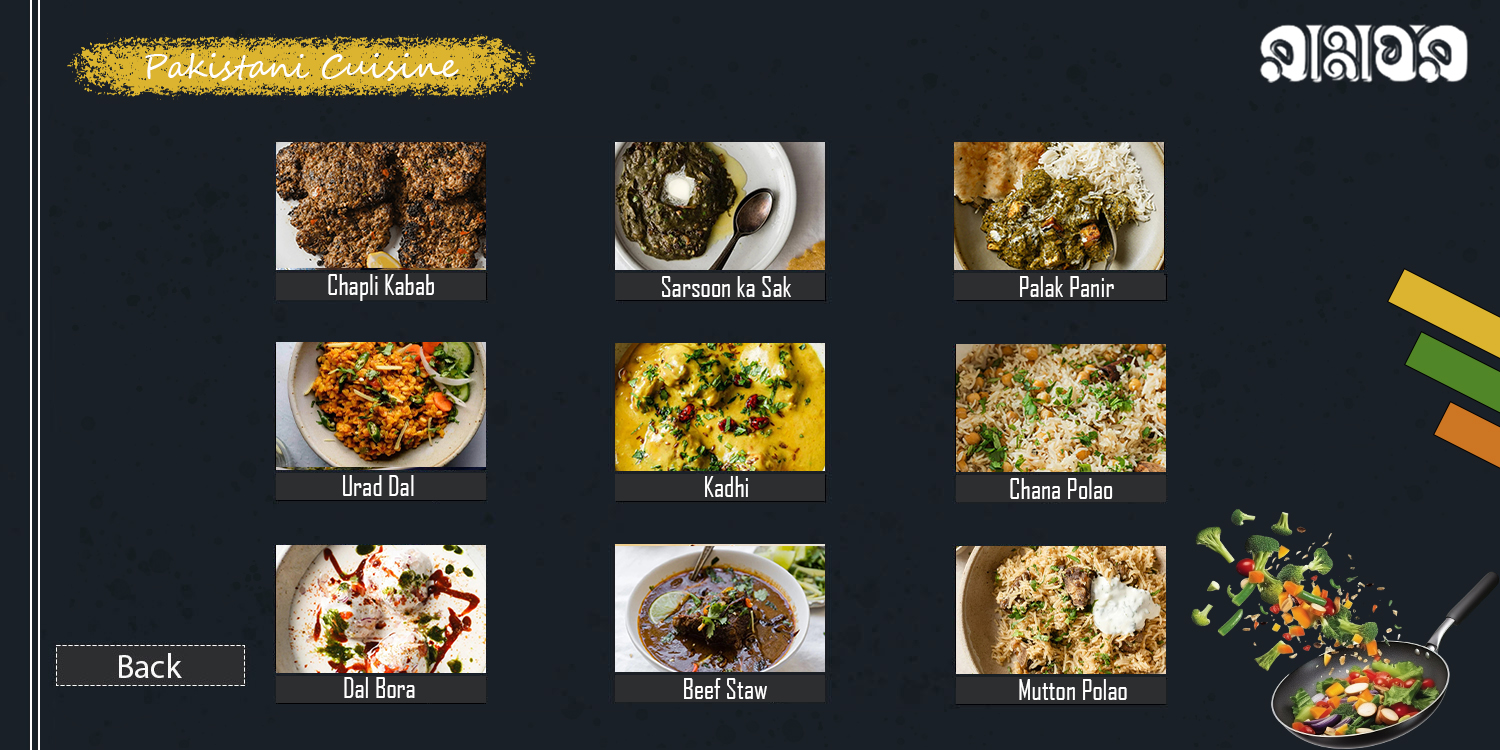 Pakistani Cuisine
রামাঘর
Chapli Kabab
Sarsoon ka Sak
Palak Panir
Urad Dal
Kadhi
Chana Polao
Dal Bora
Beef Staw
Mutton Polao
Back